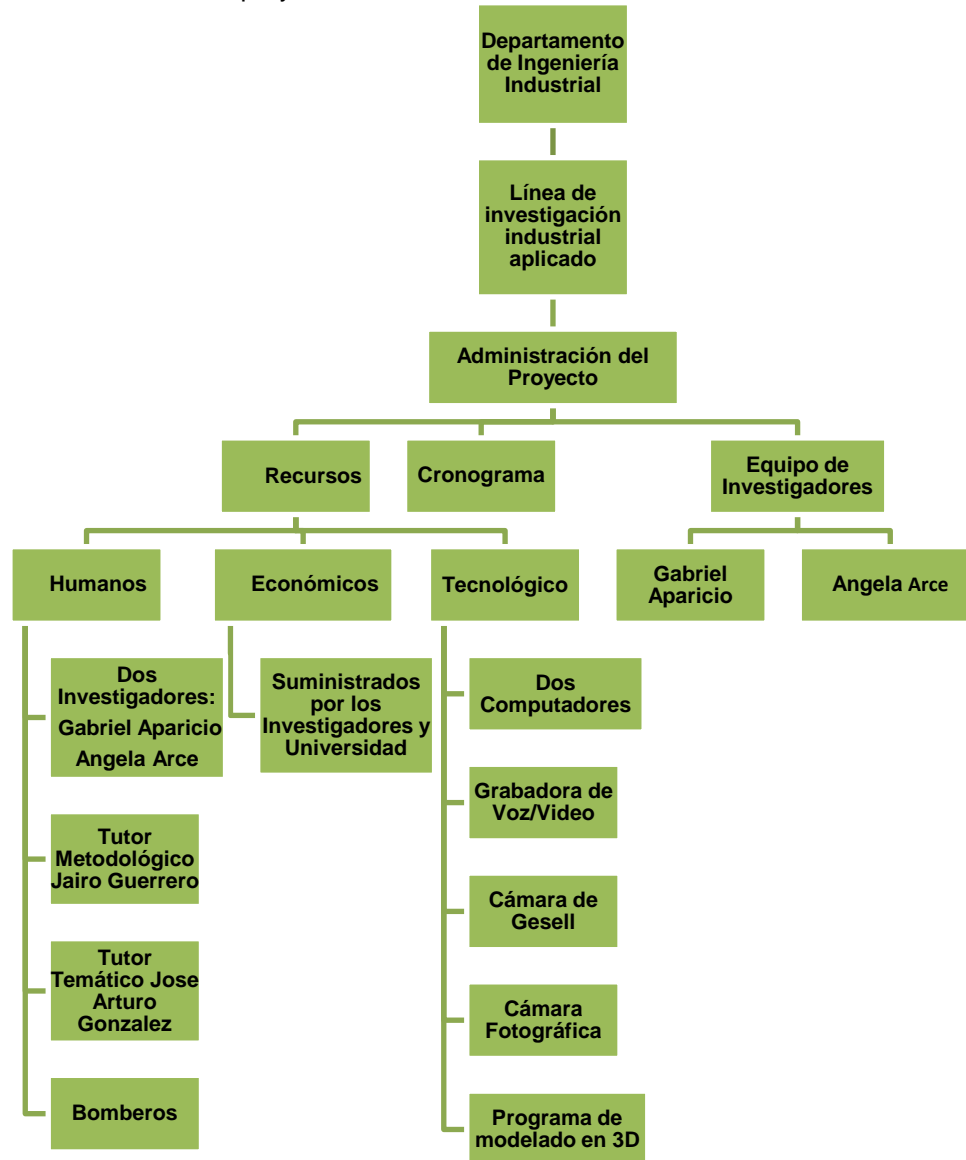 Departamento
de Ingeniería
Industrial
Línea de
investigación
industrial
aplicado
Administración del
Proyecto
Recursos
Cronograma
Equipo de
Investigadores
Humanos
Económicos
Tecnológico
Gabriel
Aparicio
Angela Arce
Dos
Investigadores:
Gabriel Aparicio
Angela Arce
Tutor
Metodológico
Jairo Guerrero
Tutor
Temático Jose
Arturo
Gonzalez
Bomberos
Suministrados
por los
Investigadores y
Universidad
Dos
Computadores
Grabadora de
Voz/Video
Cámara de
Gesell
Cámara
Fotográfica
Programa de
modelado en 3D